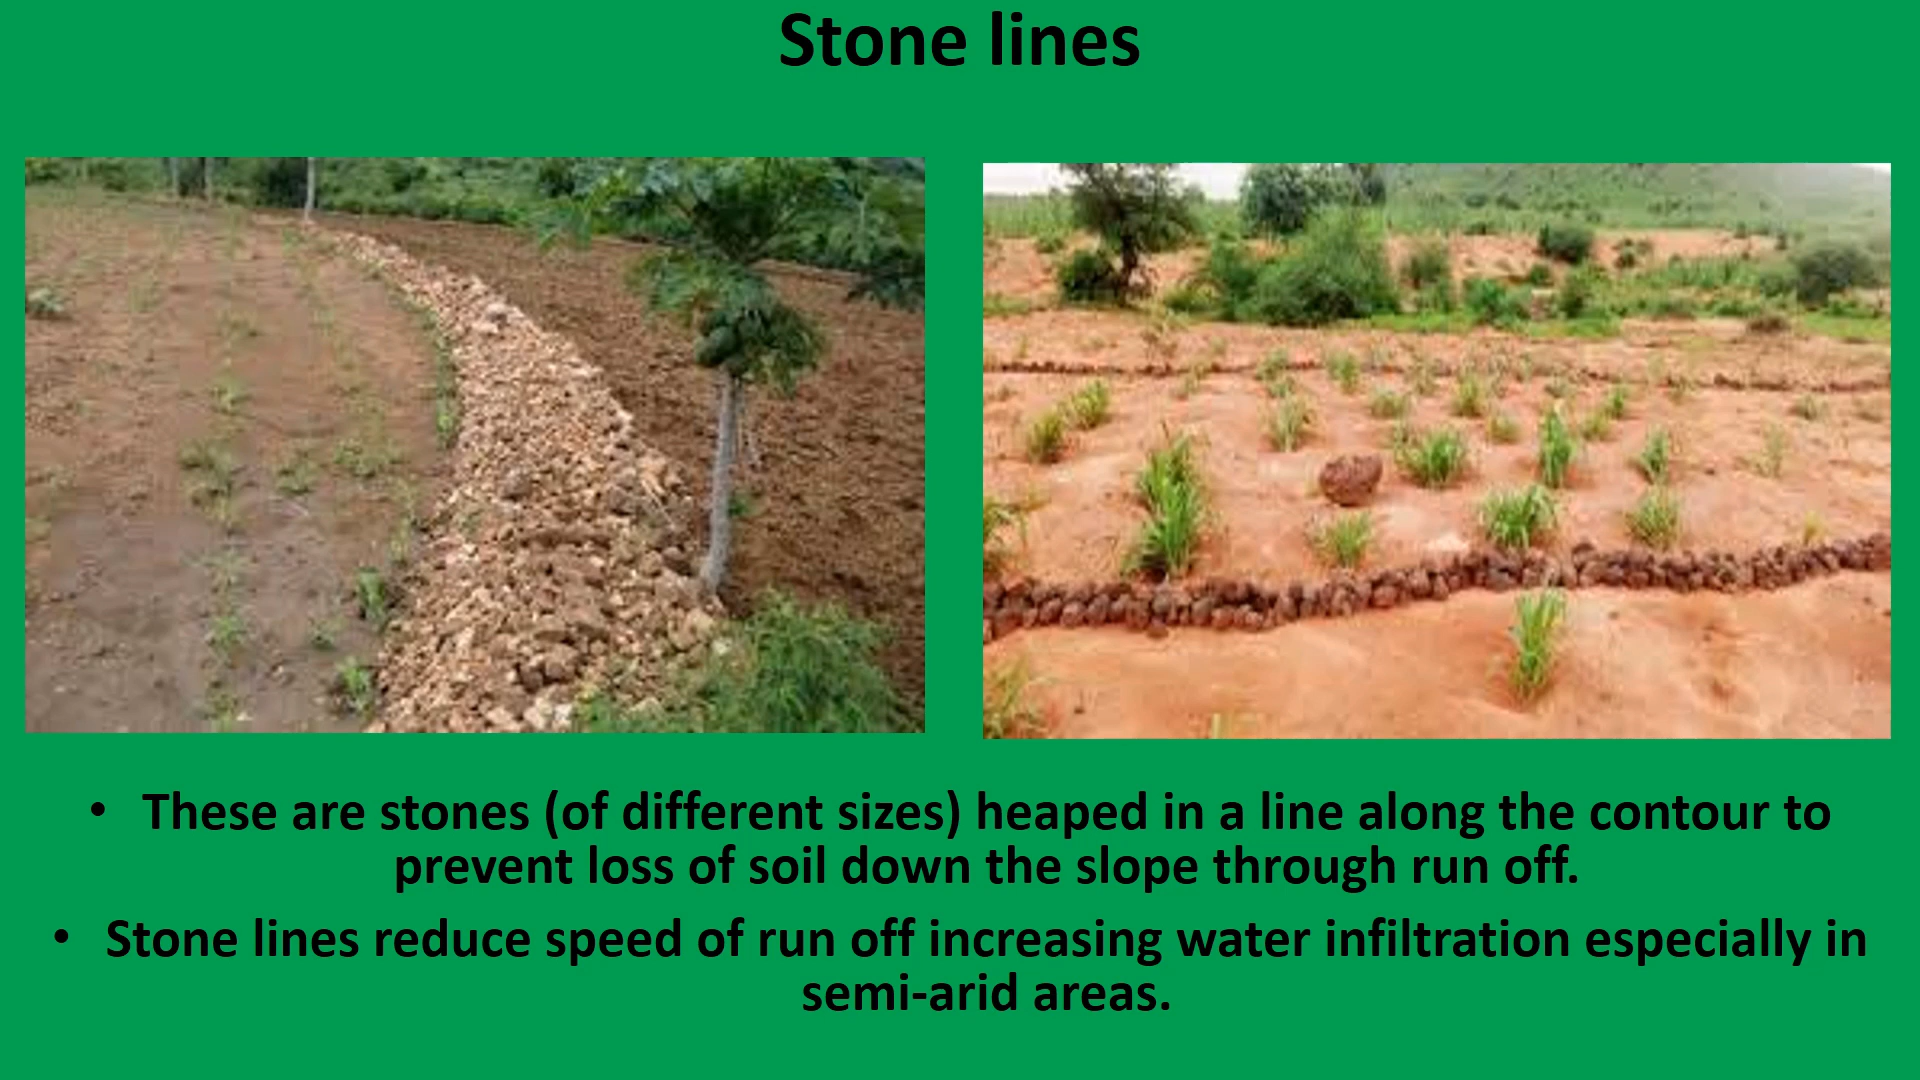 Stone lines
• These are stones (of different sizes) heaped in a line along the contour to
prevent loss of soil down the slope through run off.
• Stone lines reduce speed of run off increasing water infiltration especially in
semi-arid areas.